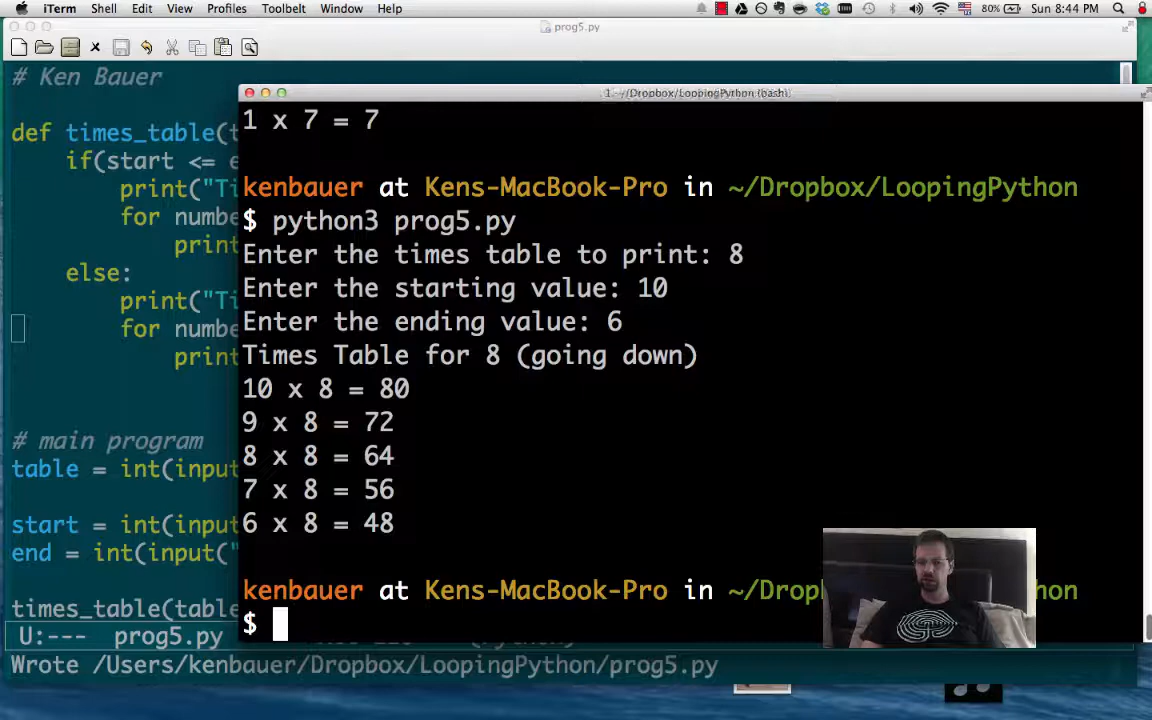 iTerm Shell Edit View Profiles Toolbelt Window Help 80% Sun 8:44 PM
prog5.py
# Ken Bauer
1. ~/Dropbox/LoopingPython (bash)
1 x 7 = 7
def times_table(t
if(start <= e
kenbauer at Kens-MacBook-Pro in ~/Dropbox/LoopingPython
print("Ti
for numbe
$ python3 prog5.py
print
Enter the times table to print: 8
else:
Enter the starting value: 10
print("Ti
Enter the ending value: 6
for numbe
Times Table for 8 (going down)
print
10 x 8 = 80
9 x 8 = 72
# main program
8 x 8 = 64
table = int(inpu
7 x 8 = 56
start = int(input
6 x 8 = 48
end = int(input("
kenbauer at Kens-MacBook-Pro in ~/Dropb hon
times_table(table
$
U:--- prog5.py
Wrote /Users/kenbauer/Dropbox/LoopingPython/prog5.py